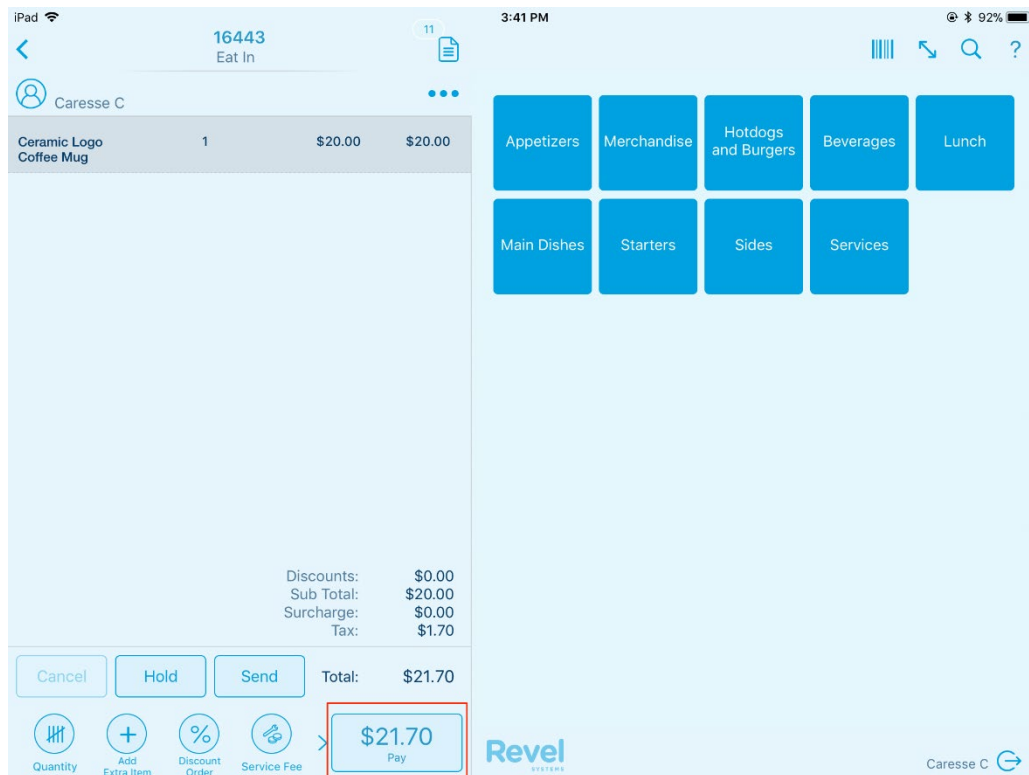 iPad
3:41 PM
92%
16443
Eat In
11
?
Caresse C
Ceramic Logo
Coffee Mug
1 $20.00 $20.00
Appetizers
Merchandise
Hotdogs
and Burgers
Beverages
Lunch
Main Dishes
Starters
Sides
Services
Discounts: $0.00
Sub Total: $20.00
Surcharge: $0.00
Tax: $1.70
Cancel
Hold
Send
Total: $21.70
Quantity
Add
Extra Item
%
Discount
Order
Service Fee
$21.70
Pay
Revel
SYSTEMS
Caresse C